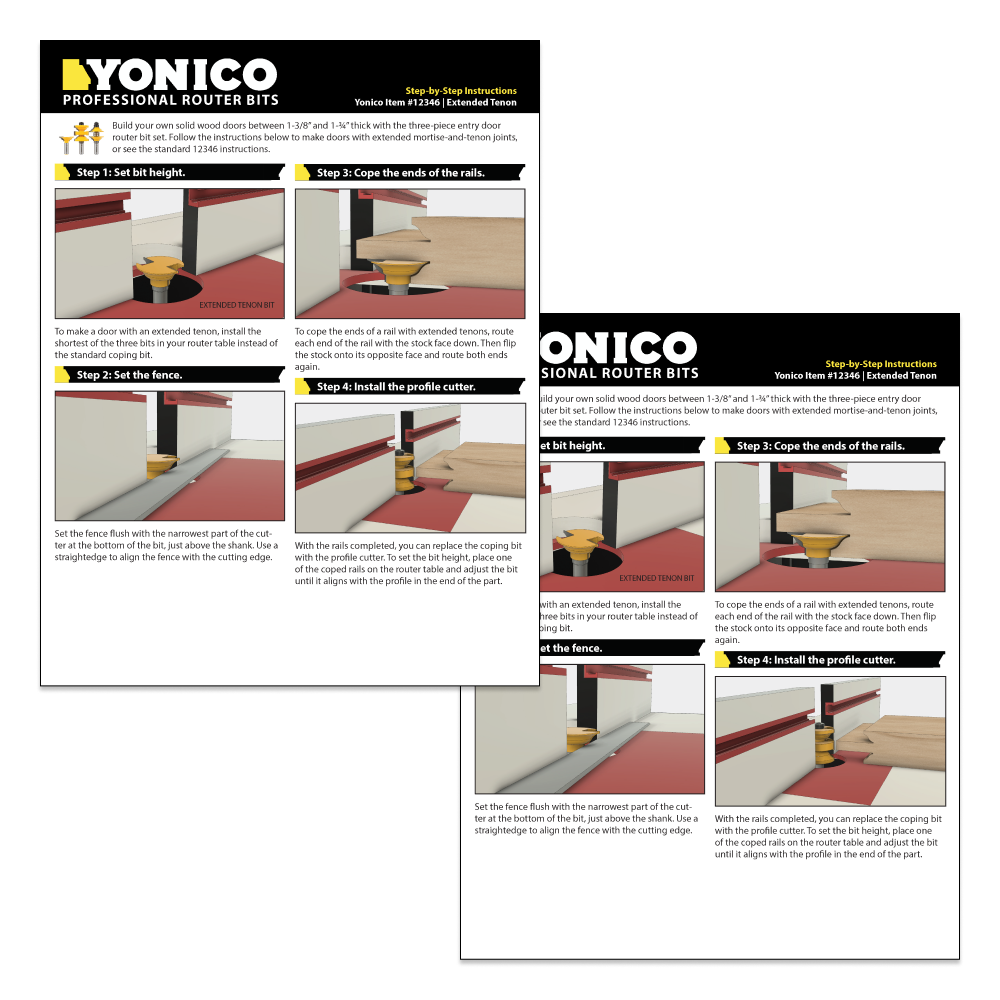 YONICO
PROFESSIONAL ROUTER BITS
Step-by-Step Instructions
Yonico Item #12346 | Extended Tenon
Build your own solid wood doors between 1-3/8" and 1-¾" thick with the three-piece entry door
router bit set. Follow the instructions below to make doors with extended mortise-and-tenon joints,
or see the standard 12346 instructions.
Step 1: Set bit height.
EXTENDED TENON BIT
To make a door with an extended tenon, install the
shortest of the three bits in your router table instead of
the standard coping bit.
Step 2: Set the fence.
Set the fence flush with the narrowest part of the cut-
ter at the bottom of the bit, just above the shank. Use a
straightedge to align the fence with the cutting edge.
Step 3: Cope the ends of the rails.
To cope the ends of a rail with extended tenons, route
each end of the rail with the stock face down. Then flip
the stock onto its opposite face and route both ends
again.
Step 4: Install the profile cutter.
With the rails completed, you can replace the coping bit
with the profile cutter. To set the bit height, place one
of the coped rails on the router table and adjust the bit
until it aligns with the profile in the end of the part.
ONICO
SIONAL ROUTER BITS
Step-by-Step Instructions
Yonico Item #12346 | Extended Tenon
uild your own solid wood doors between 1-3/8" and 1-¾" thick with the three-piece entry door
uter bit set. Follow the instructions below to make doors with extended mortise-and-tenon joints,
see the standard 12346 instructions.
et bit height.
EXTENDED TENON BIT
with an extended tenon, install the
hree bits in your router table instead of
ping bit.
et the fence.
Set the fence flush with the narrowest part of the cut-
ter at the bottom of the bit, just above the shank. Use a
straightedge to align the fence with the cutting edge.
Step 3: Cope the ends of the rails.
To cope the ends of a rail with extended tenons, route
each end of the rail with the stock face down. Then flip
the stock onto its opposite face and route both ends
again.
Step 4: Install the profile cutter.
With the rails completed, you can replace the coping bit
with the profile cutter. To set the bit height, place one
of the coped rails on the router table and adjust the bit
until it aligns with the profile in the end of the part.